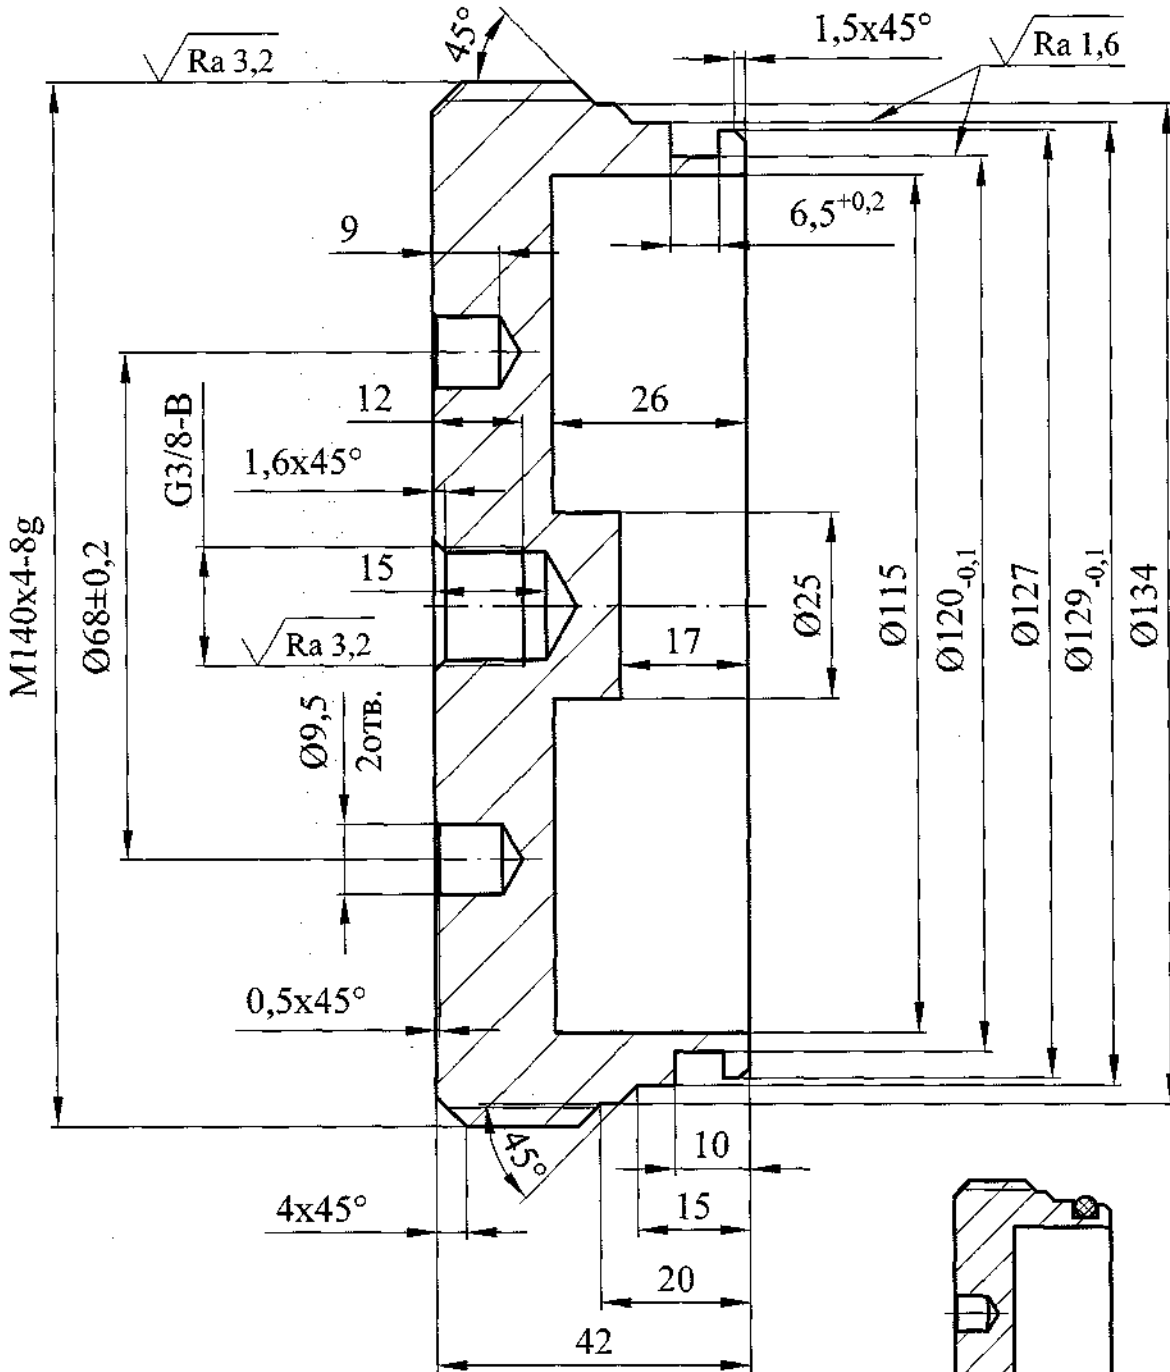 45°
1,5x45°
Ra 3,2
Ra 1,6
6,5+0,2
9
12
26
G3/8-B
1,6x45°
M140x4-8g
Ø68±0,2
15
Ra 3,2
17
Ø25
Ø115
Ø120-0,1
Ø127
Ø129-0,1
Ø134
Ø9,5
2отв.
0,5x45°
45°
10
4x45°
15
20
42